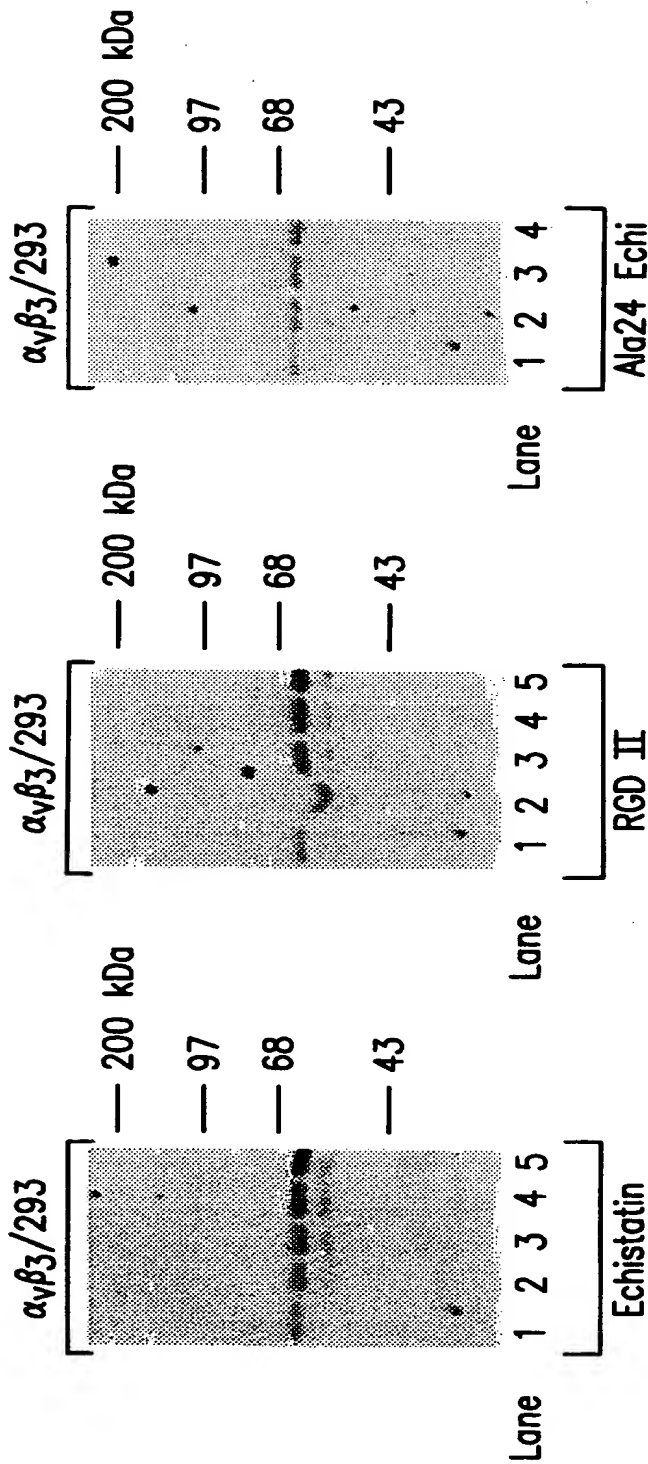 αvβ3/293
— 200 kDa
— 97
— 68
— 43
Lane 1 2 3 4 5
Echistatin
αvβ3/293
— 200 kDa
— 97
— 68
— 43
Lane 1 2 3 4 5
RGD II
αvβ3/293
— 200 kDa
— 97
— 68
— 43
Lane 1 2 3 4
Ala24 Echi